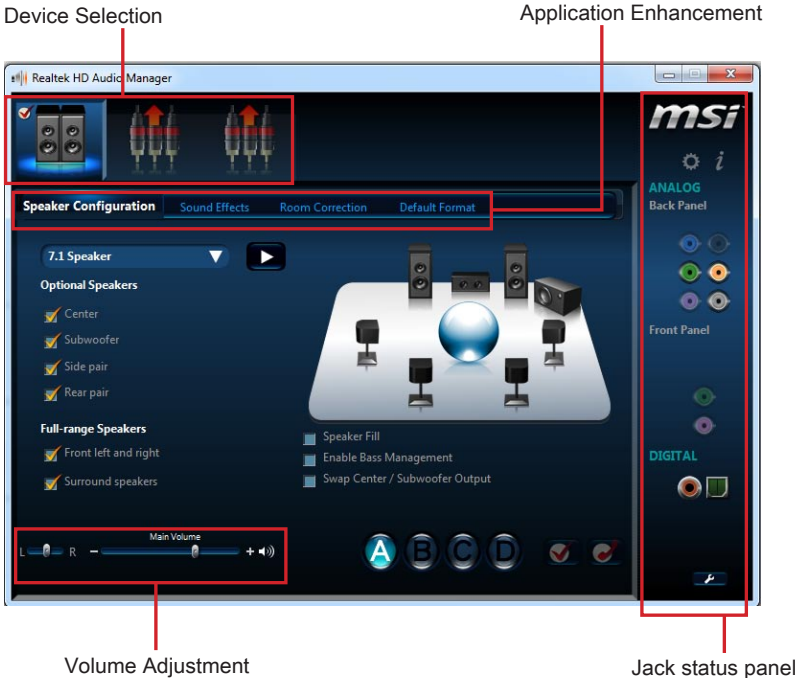 Device Selection
Application Enhancement
Realtek HD Audio Manager
msi
i
ANALOG
Back Panel
Speaker Configuration
Sound Effects
Room Correction
Default Format
7.1 Speaker
Optional Speakers
Center
Subwoofer
Side pair
Rear pair
Full-range Speakers
Front left and right
Surround speakers
Speaker Fill
Enable Bass Management
Swap Center / Subwoofer Output
Front Panel
DIGITAL
Main Volume
L
R
A
B
C
D
Volume Adjustment
Jack status panel